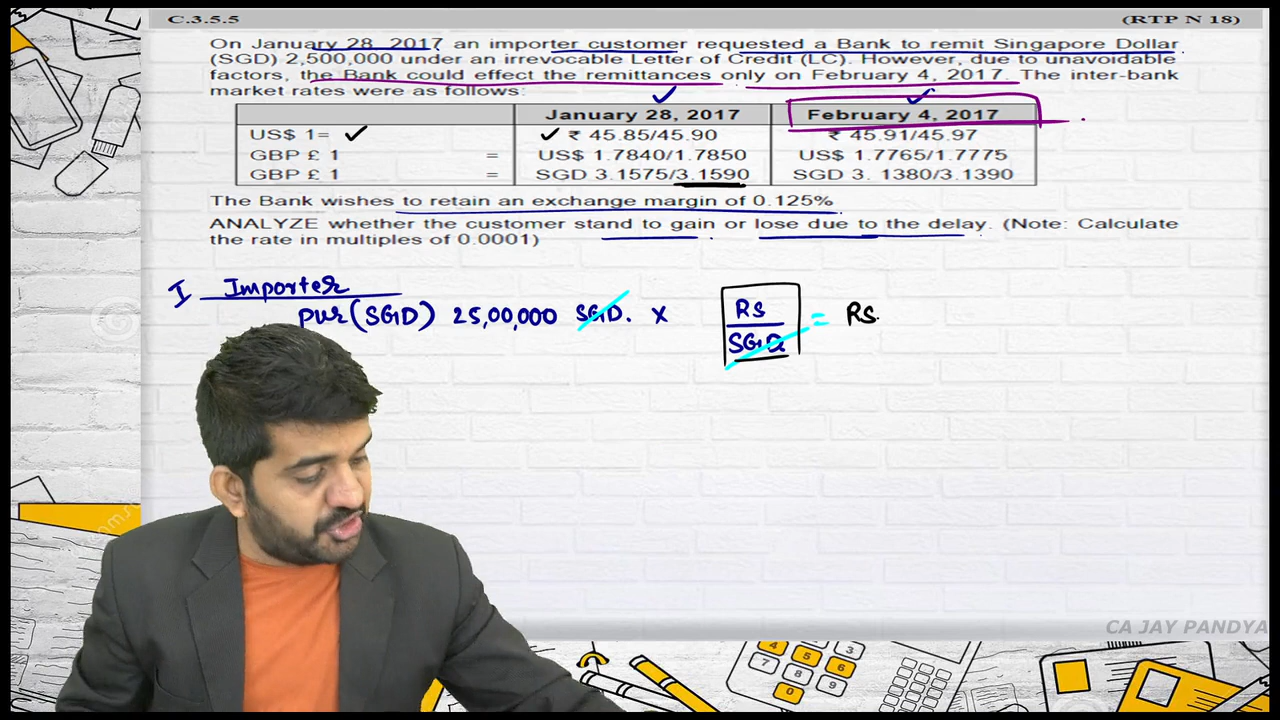 C.3.5.5 (RTP N 18)
On January 28, 2017, an importer customer requested a Bank to remit Singapore Dollar
(SGD) 2,500,000 under an irrevocable Letter of Credit (LC). However, due to unavoidable
factors, the Bank could effect the remittances only on February 4, 2017. The inter-bank
market rates were as follows:
January 28, 2017 February 4, 2017
US$ 1= ₹ 45.85/45.90 ₹ 45.91/45.97
GBP £ 1 = US$ 1.7840/1.7850 US$ 1.7765/1.7775
GBP £ 1 = SGD 3.1575/3.1590 SGD 3. 1380/3.1390
The Bank wishes to retain an exchange margin of 0.125%
ANALYZE whether the customer stand to gain or lose due to the delay. (Note: Calculate
the rate in multiples of 0.0001)
I Importer
pur(SGD) 25,00,000 SGD. x Rs = RS.
SGD
CA JAY PANDYA